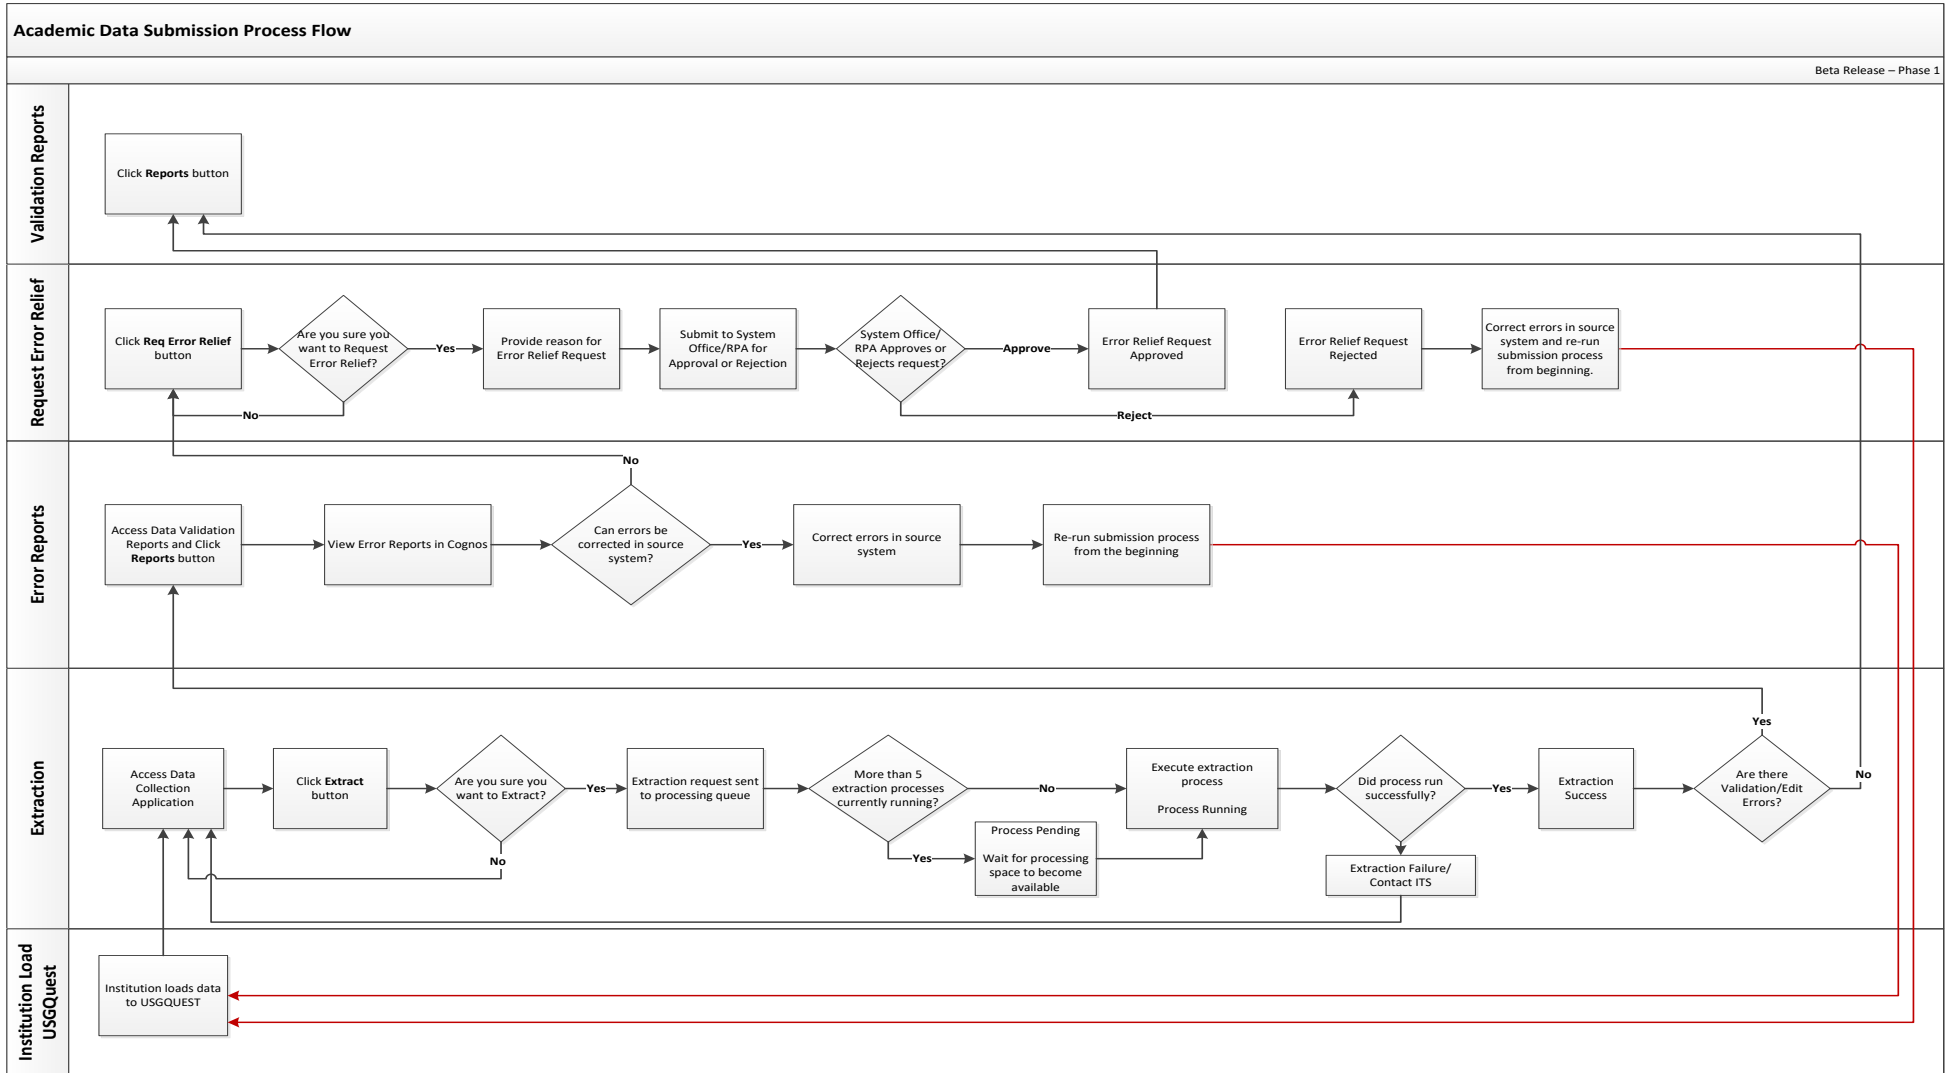 Academic Data Submission Process Flow
Beta Release – Phase 1
Validation Reports
Click Reports button
Request Error Relief
Click Req Error Relief
button
Are you sure you
want to Request
Error Relief?
Yes
No
Provide reason for
Error Relief Request
Submit to System
Office/RPA for
Approval or Rejection
System Office/
RPA Approves or
Rejects request?
Approve
Reject
Error Relief Request
Approved
Error Relief Request
Rejected
Correct errors in source
system and re-run
submission process
from beginning.
Error Reports
Access Data Validation
Reports and Click
Reports button
View Error Reports in Cognos
No
Can errors be
corrected in source
system?
Yes
Correct errors in source
system
Re-run submission process
from the beginning
Extraction
Access Data
Collection
Application
Click Extract
button
Are you sure you
want to Extract?
Yes
No
Extraction request sent
to processing queue
More than 5
extraction processes
currently running?
No
Yes
Process Pending
Wait for processing
space to become
available
Execute extraction
process
Process Running
Did process run
successfully?
Yes
Extraction Failure/
Contact ITS
Extraction
Success
Yes
Are there
Validation/Edit
Errors?
No
Institution Load
USGQuest
Institution loads data
to USGQUEST